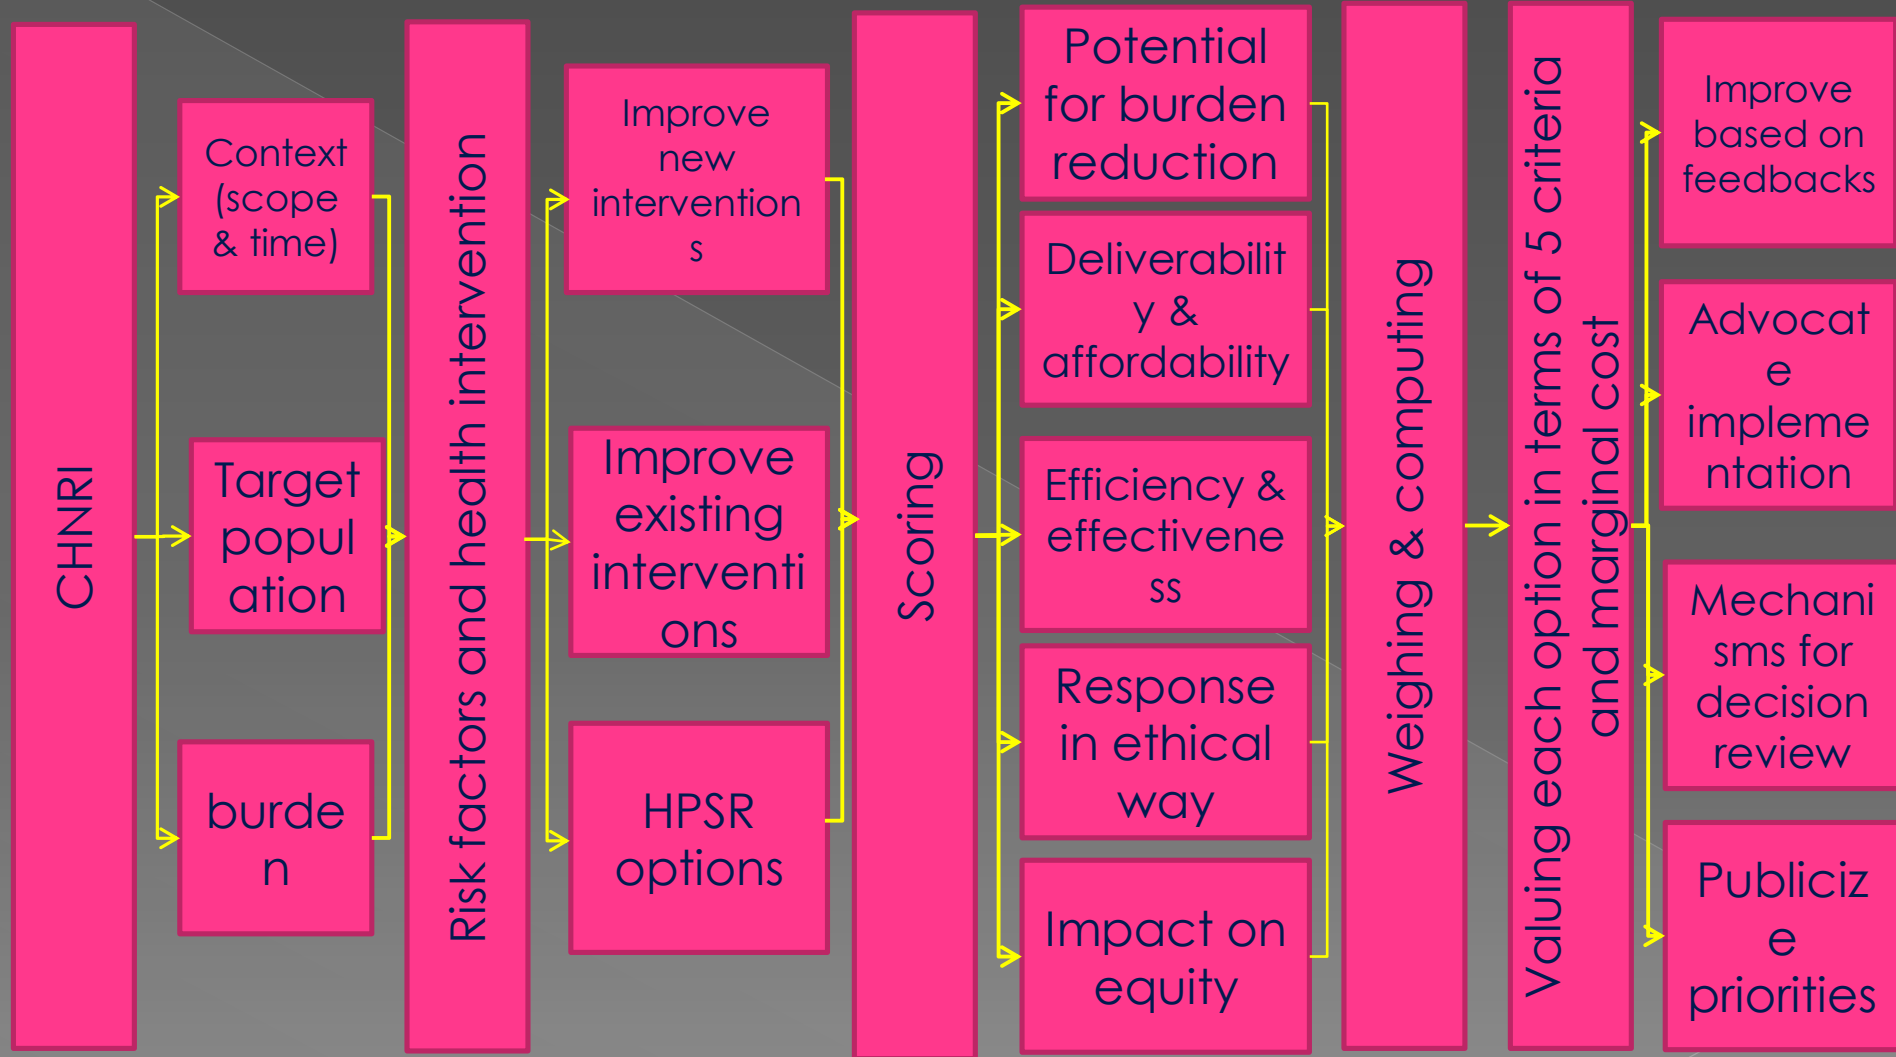 CHNRI
Context
(scope
& time)
Target
popul
ation
burde
n
Risk factors and health intervention
Improve
new
intervention
s
Improve
existing
interventi
ons
HPSR
options
Scoring
Potential
for burden
reduction
Deliverabilit
y &
affordability
Efficiency &
effectivene
ss
Response
in ethical
way
Impact on
equity
Weighing & computing
Valuing each option in terms of 5 criteria
and marginal cost
Improve
based on
feedbacks
Advocat
e
impleme
ntation
Mechani
sms for
decision
review
Publiciz
e
priorities